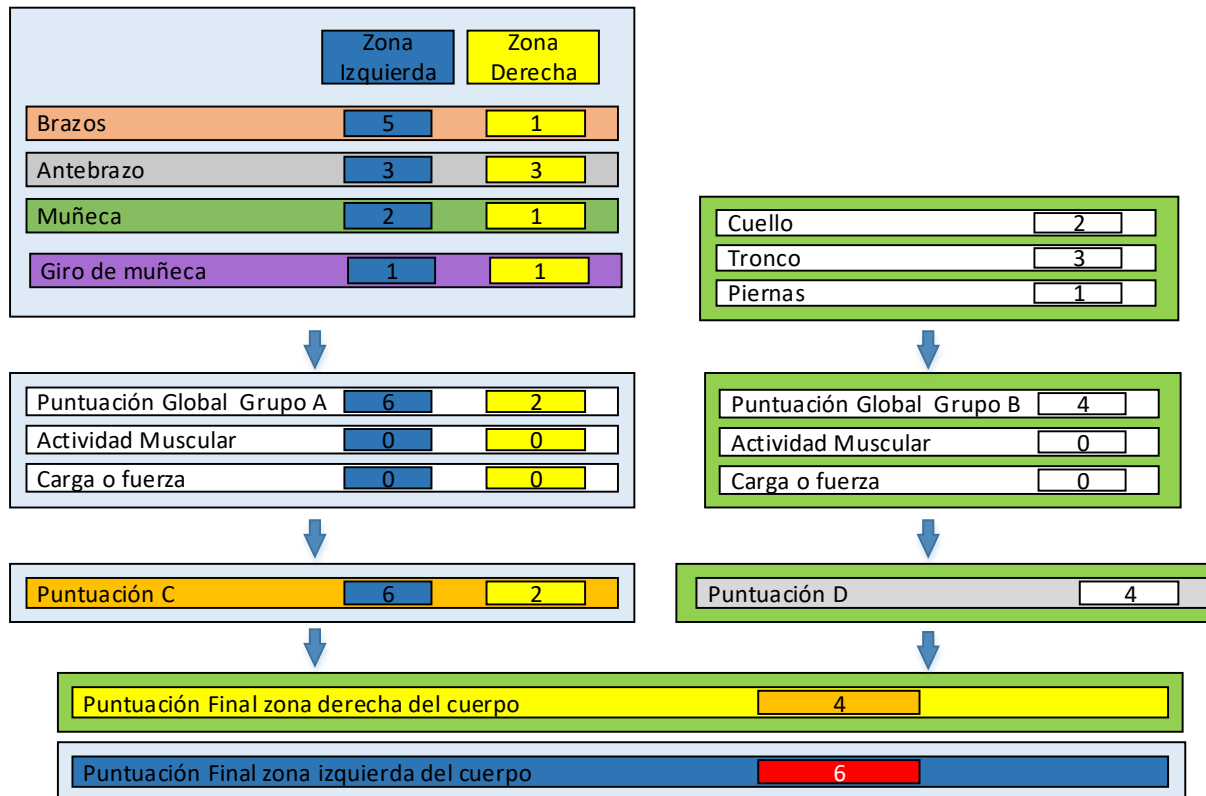 Zona Izquierda Zona Derecha
Brazos 5 1
Antebrazo 3 3
Muñeca 2 1
Giro de muñeca 1 1
Cuello 2
Tronco 3
Piernas 1
Puntuación Global Grupo A 6 2
Actividad Muscular 0 0
Carga o fuerza 0 0
Puntuación Global Grupo B 4
Actividad Muscular 0
Carga o fuerza 0
Puntuación C 6 2
Puntuación D 4
Puntuación Final zona derecha del cuerpo 4
Puntuación Final zona izquierda del cuerpo 6